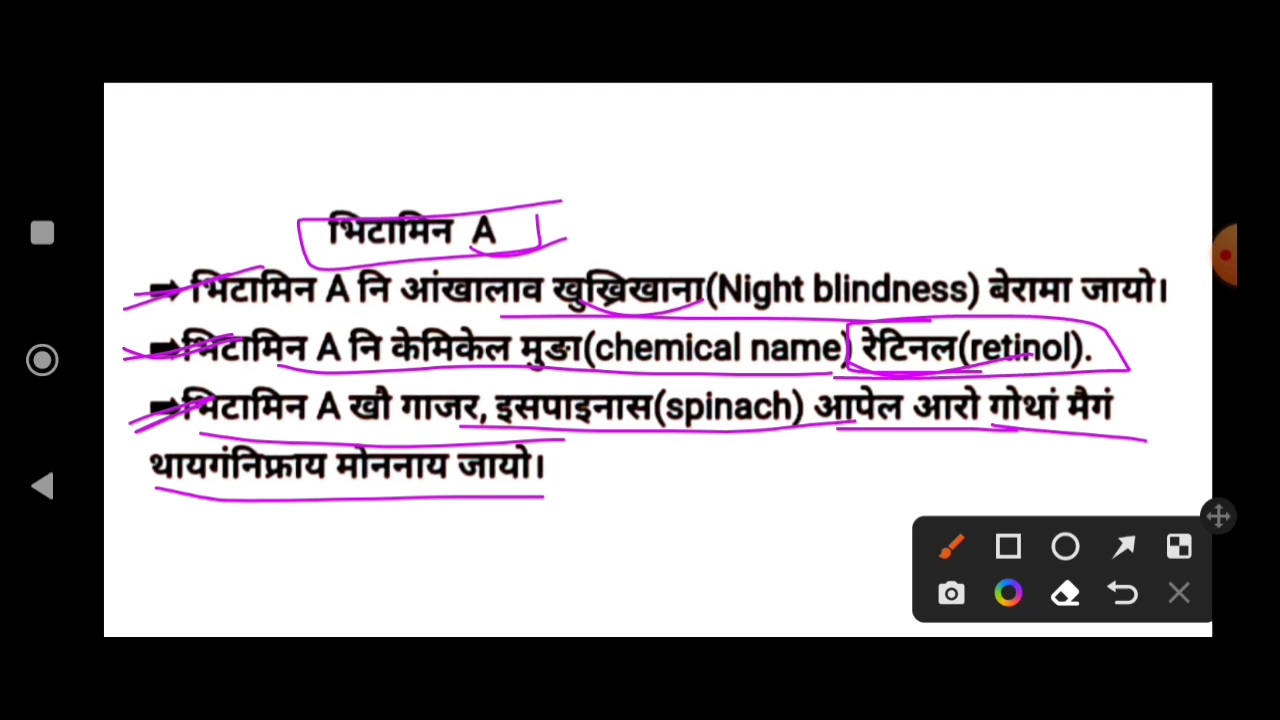 भिटामिन A
➡ भिटामिन A नि आंखालाव खुख्रिखाना(Night blindness) बेरामा जायो।
➡भिटामिन A नि केमिकेल मुङा(chemical name) रेटिनल(retinol).
➡भिटामिन A खौ गाजर, इसपाइनास(spinach) आपेल आरो गोथां मैगं
थायगंनिफ्राय मोननाय जायो।